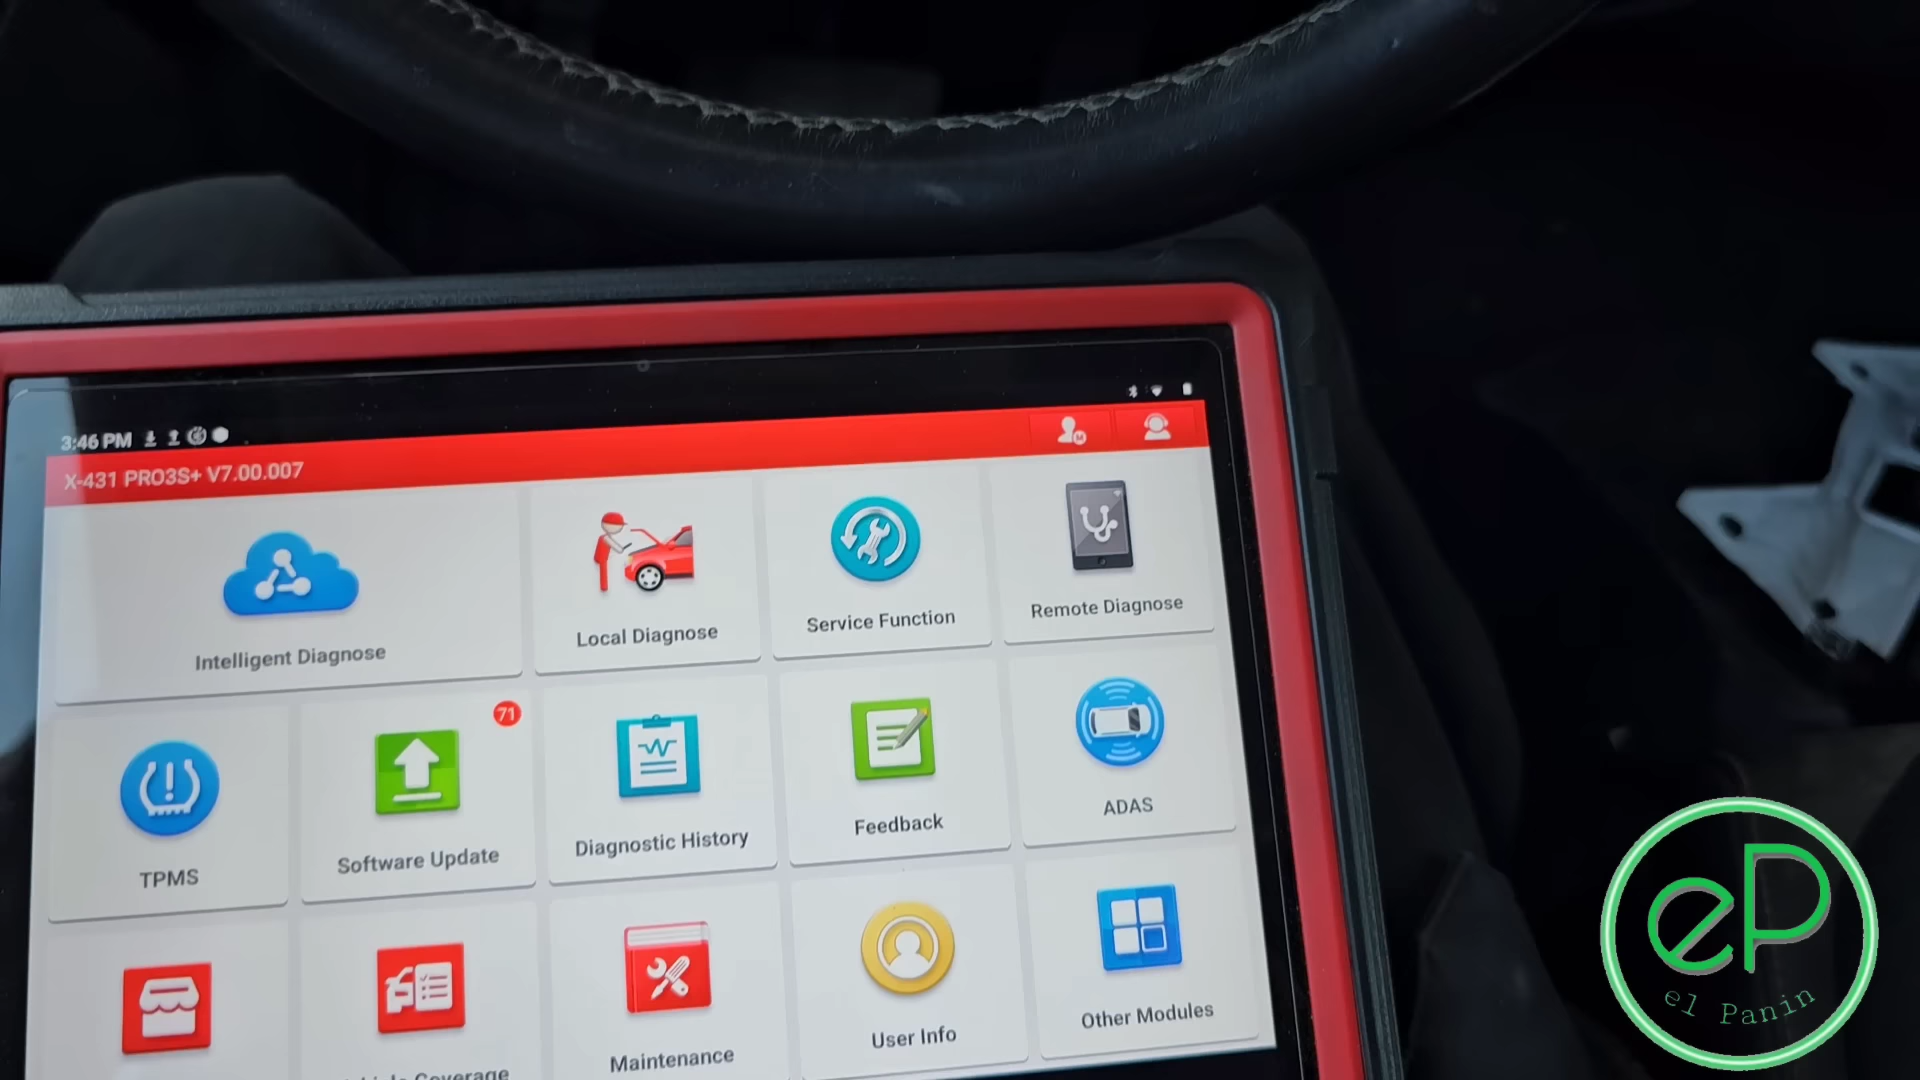 3:46 PM
X-431 PRO3S+ V7.00.007
Intelligent Diagnose
Local Diagnose
Service Function
Remote Diagnose
71
TPMS
Software Update
Diagnostic History
Feedback
ADAS
Coverage
Maintenance
User Info
Other Modules
eP
el Panin